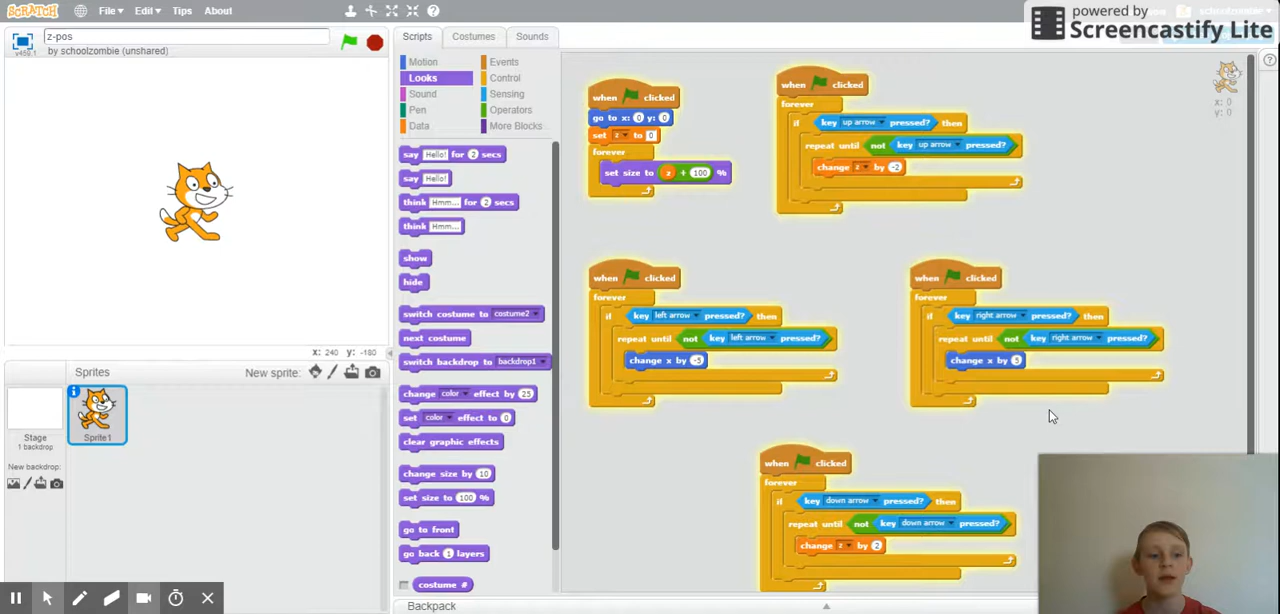 SCRATCH File Edit Tips About
powered by
Screencastify Lite
z-pos
by schoolzombie (unshared)
v456.1
Scripts Costumes Sounds
Motion Events
Looks Control
Sound Sensing
Pen Operators
Data More Blocks
say Hello! for 2 secs
say Hello!
think Hmm... for 2 secs
think Hmm...
show
hide
switch costume to costume2
next costume
switch backdrop to backdrop1
change color effect by 25
set color effect to 0
clear graphic effects
change size by 10
set size to 100 %
go to front
go back 1 layers
costume #
when clicked
go to x: 0 y: 0
set z to 0
forever
set size to z + 100 %
when clicked
forever
if key up arrow pressed? then
repeat until not key up arrow pressed?
change z by -2
x: 0
y: 0
when clicked
forever
if key left arrow pressed? then
repeat until not key left arrow pressed?
change x by -5
when clicked
forever
if key right arrow pressed? then
repeat until not key right arrow pressed?
change x by 5
when clicked
forever
if key down arrow pressed? then
repeat until not key down arrow pressed?
change z by 2
x: 240 y: -180
Sprites New sprite:
Stage
1 backdrop
New backdrop:
Sprite1
Backpack